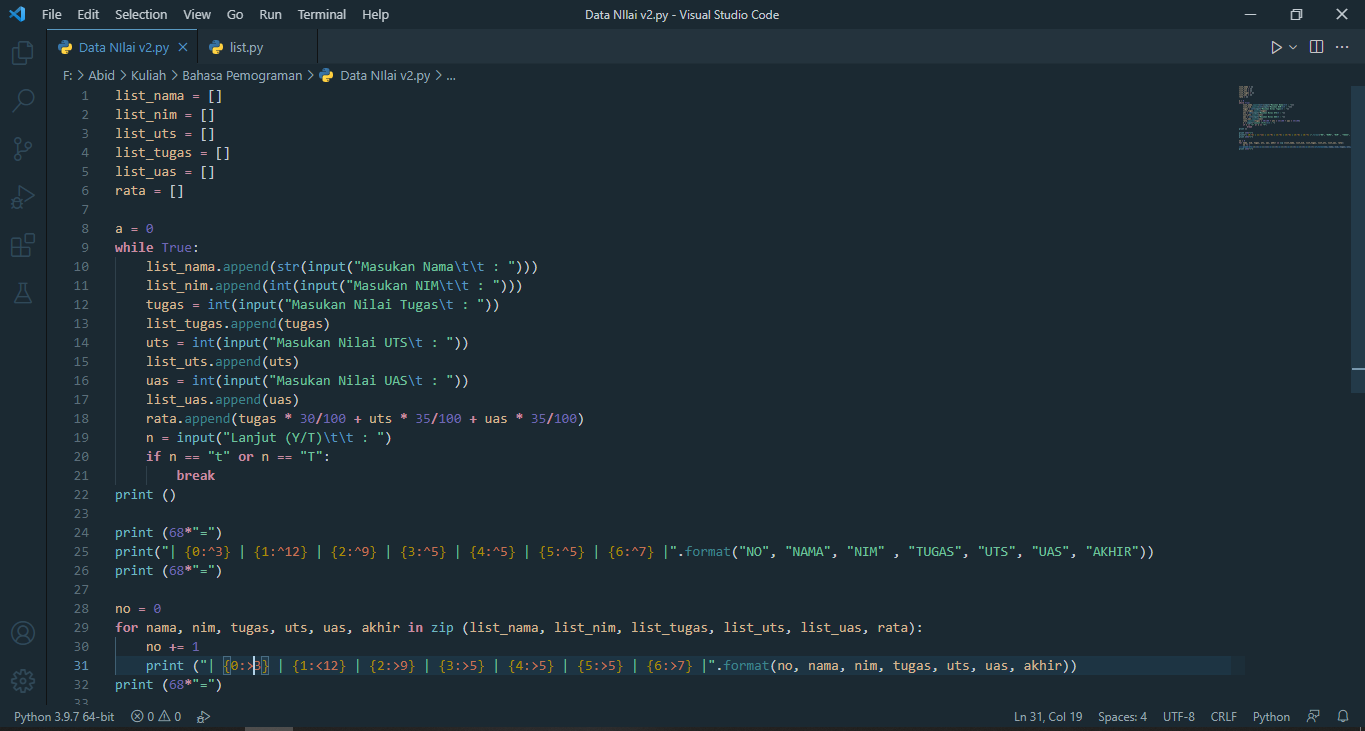 File Edit Selection View Go Run Terminal Help Data NIlai v2.py - Visual Studio Code
Data NIlai v2.py list.py
F: > Abid > Kuliah > Bahasa Pemograman > Data NIlai v2.py > ...
1 list_nama = []
2 list_nim = []
3 list_uts = []
4 list_tugas = []
5 list_uas = []
6 rata = []
7
8 a = 0
9 while True:
10     list_nama.append(str(input("Masukan Nama\t\t : ")))
11     list_nim.append(int(input("Masukan NIM\t\t : ")))
12     tugas = int(input("Masukan Nilai Tugas\t : "))
13     list_tugas.append(tugas)
14     uts = int(input("Masukan Nilai UTS\t : "))
15     list_uts.append(uts)
16     uas = int(input("Masukan Nilai UAS\t : "))
17     list_uas.append(uas)
18     rata.append(tugas * 30/100 + uts * 35/100 + uas * 35/100)
19     n = input("Lanjut (Y/T)\t\t : ")
20     if n == "t" or n == "T":
21         break
22 print ()
23
24 print (68*"=")
25 print("| {0:^3} | {1:^12} | {2:^9} | {3:^5} | {4:^5} | {5:^5} | {6:^7} |".format("NO", "NAMA", "NIM" , "TUGAS", "UTS", "UAS", "AKHIR"))
26 print (68*"=")
27
28 no = 0
29 for nama, nim, tugas, uts, uas, akhir in zip (list_nama, list_nim, list_tugas, list_uts, list_uas, rata):
30     no += 1
31     print ("| {0:>3} | {1:<12} | {2:>9} | {3:>5} | {4:>5} | {5:>5} | {6:>7} |".format(no, nama, nim, tugas, uts, uas, akhir))
32 print (68*"=")
33
Python 3.9.7 64-bit 0 0 Ln 31, Col 19 Spaces: 4 UTF-8 CRLF Python